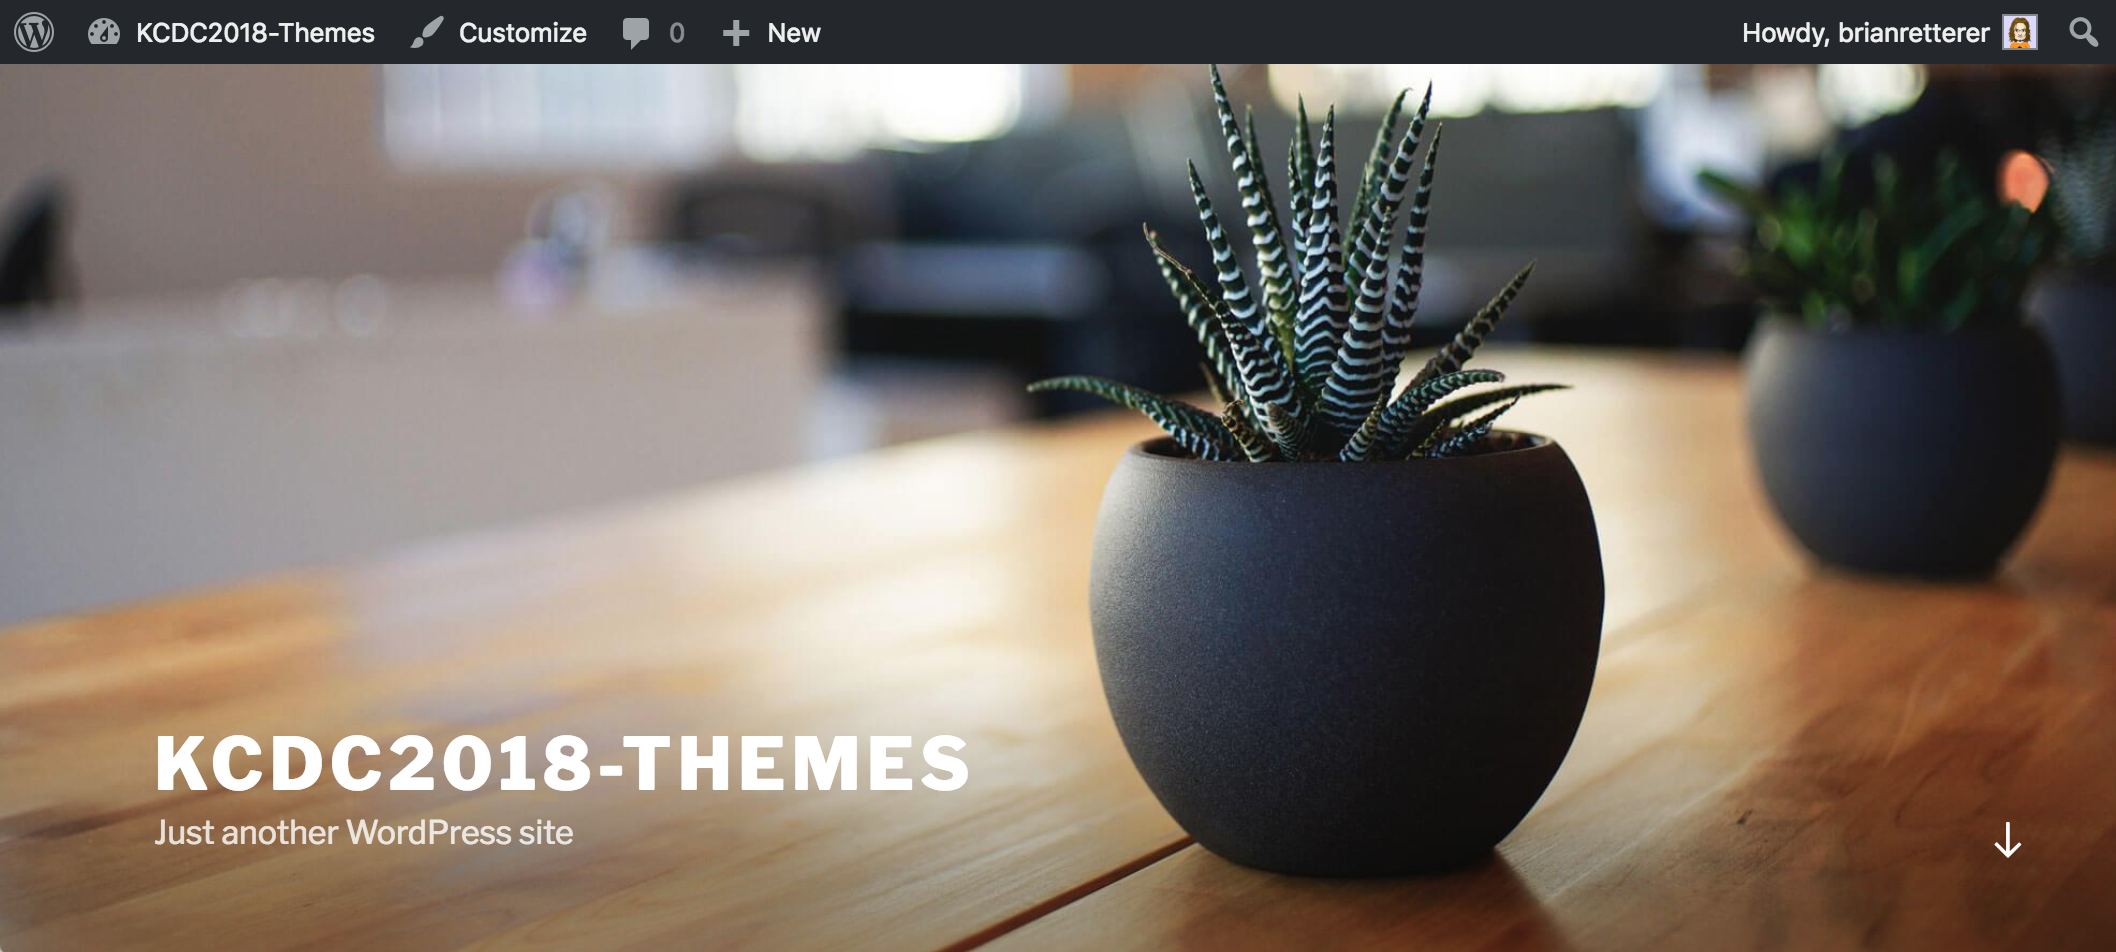 KCDC2018-Themes Customize 0 New Howdy, brianretterer
KCDC2018-THEMES
Just another WordPress site